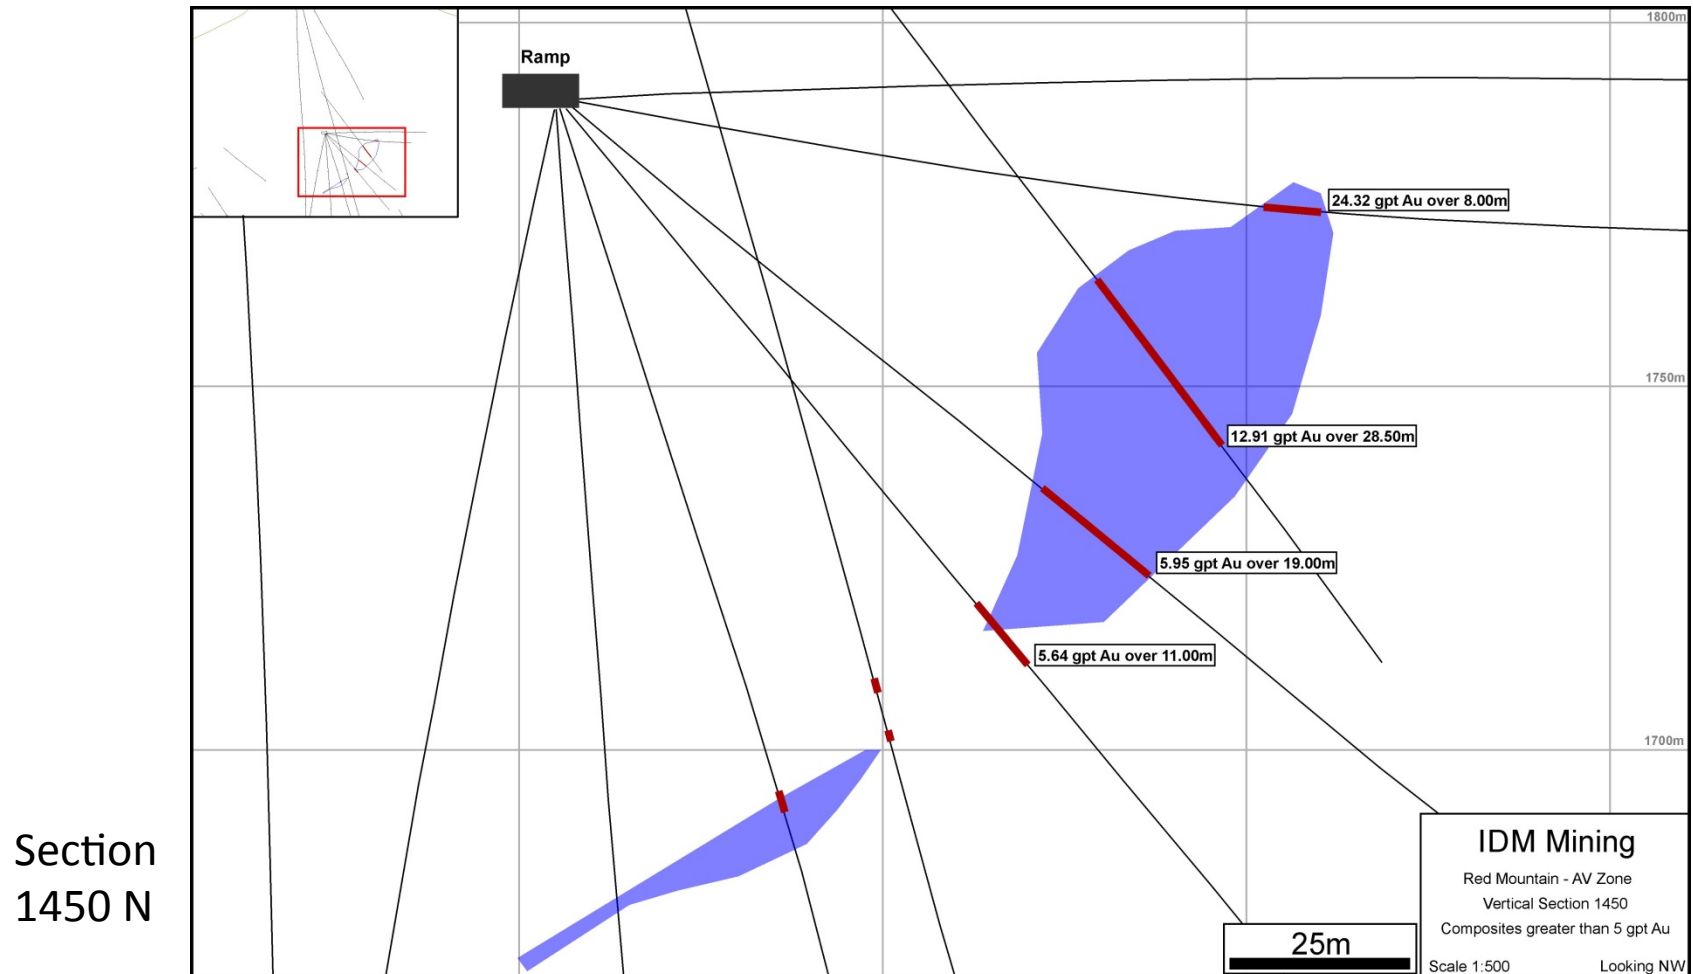 1800m
Ramp
24.32 gpt Au over 8.00m
1750m
12.91 gpt Au over 28.50m
5.95 gpt Au over 19.00m
5.64 gpt Au over 11.00m
1700m
Section
1450 N
IDM Mining
Red Mountain - AV Zone
Vertical Section 1450
Composites greater than 5 gpt Au
Scale 1:500 Looking NW
25m